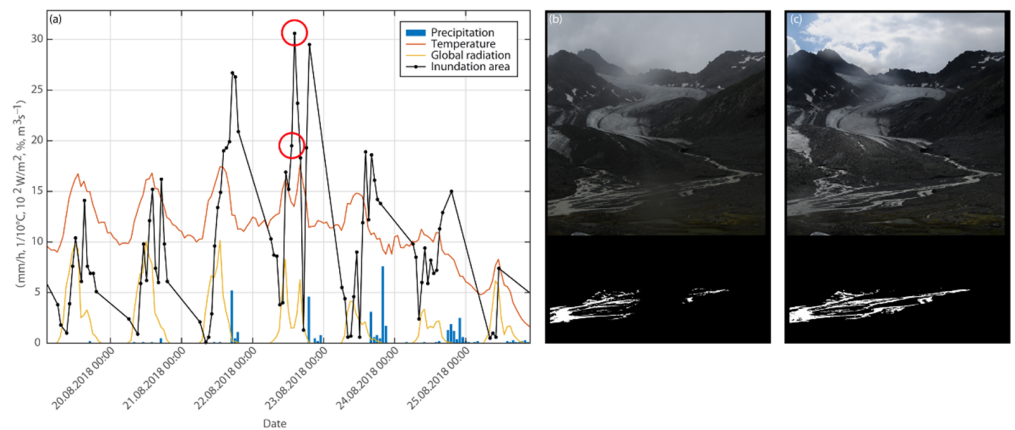 (a)
Precipitation
Temperature
Global radiation
Inundation area
(mm/h, 1/10°C, 10 2 W/m², %, m³s⁻¹)
30
25
20
15
10
5
0
20.08.2018 00:00
21.08.2018 00:00
22.08.2018 00:00
23.08.2018 00:00
24.08.2018 00:00
25.08.2018 00:00
Date
(b)
(c)